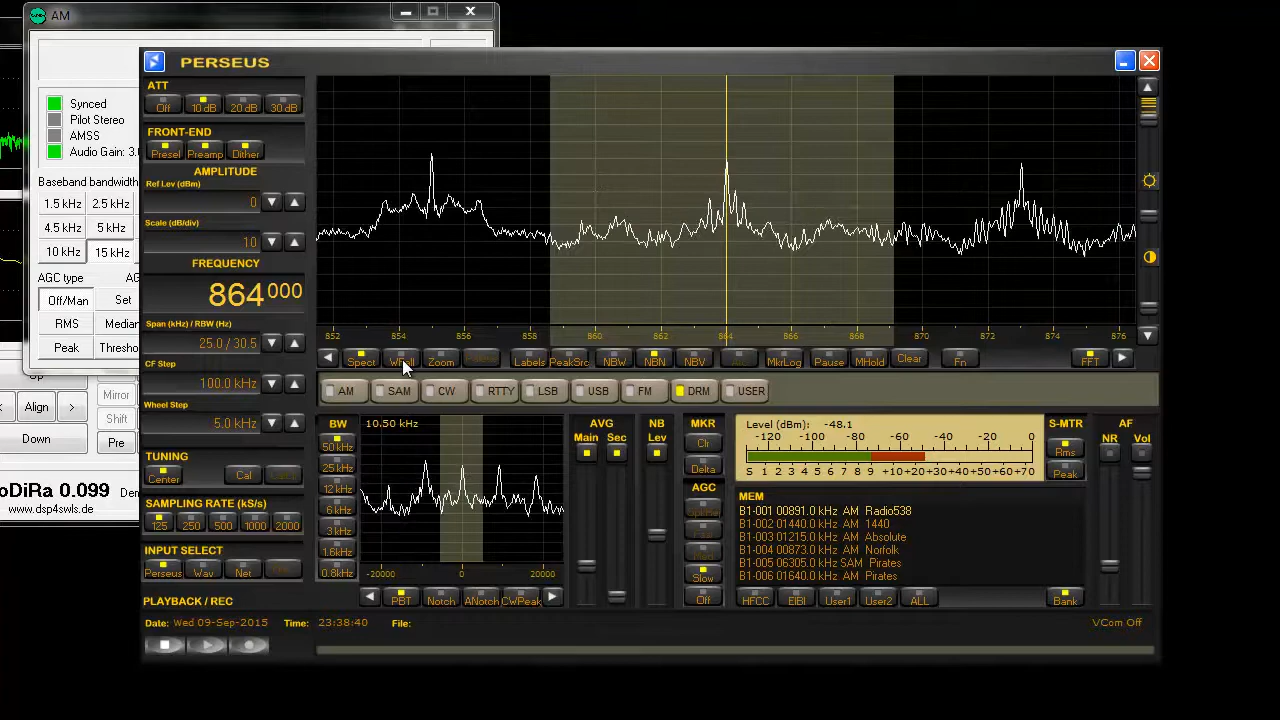 AM
Synced
Pilot Stereo
AMSS
Audio Gain: 3.
Baseband bandwidth
1.5 kHz 2.5 kHz
4.5 kHz 5 kHz
10 kHz 15 kHz
AGC type AG
Off/Man Set
RMS Median
Peak Thresho
Align > Mirror
Shift
Down Pre
oDiRa 0.099 Dem
www.dsp4swls.de
PERSEUS
ATT
Off 10 dB 20 dB 30 dB
FRONT-END
Presel Preamp Dither
AMPLITUDE
Ref Lev (dBm)
0
Scale (dB/div)
10
FREQUENCY
864000
Span (kHz) / RBW (Hz)
25.0 / 30.5
CF Step
100.0 kHz
Wheel Step
5.0 kHz
TUNING
Center Cal
SAMPLING RATE (kS/s)
125 250 500 1000 2000
INPUT SELECT
Perseus Wav Net
PLAYBACK / REC
Date: Wed 09-Sep-2015 Time: 23:38:40 File: VCom Off
852 854 856 860 862 864 866 870 872 874 876
Spect WFall Zoom Labels PeakSrc NBW NBN NBV MkrLog Pause MHold Clear Fn FFT
AM SAM CW RTTY LSB USB FM DRM USER
BW
50kHz
25 kHz
12 kHz
6 kHz
3 kHz
1.6kHz
0.8kHz
10.50 kHz
-20000 0 20000
PBT Notch ANotch CWPeak
AVG
Main Sec
NB
Lev
MKR
Clr
Delta
AGC
Slow
Off
Level (dBm): -48.1
-120 -100 -80 -60 -40 -20 0
S 1 2 3 4 5 6 7 8 9 +10 +20 +30 +40 +50 +60 +70
S-MTR
Rms
Peak
AF
NR Vol
MEM
B1-001 00891.0 kHz AM Radio538
B1-002 01440.0 kHz AM 1440
B1-003 01215.0 kHz AM Absolute
B1-004 00873.0 kHz AM Norfolk
B1-005 06305.0 kHz SAM Pirates
B1-006 01640.0 kHz AM Pirates
HFCC EIBI User1 User2 ALL Bank